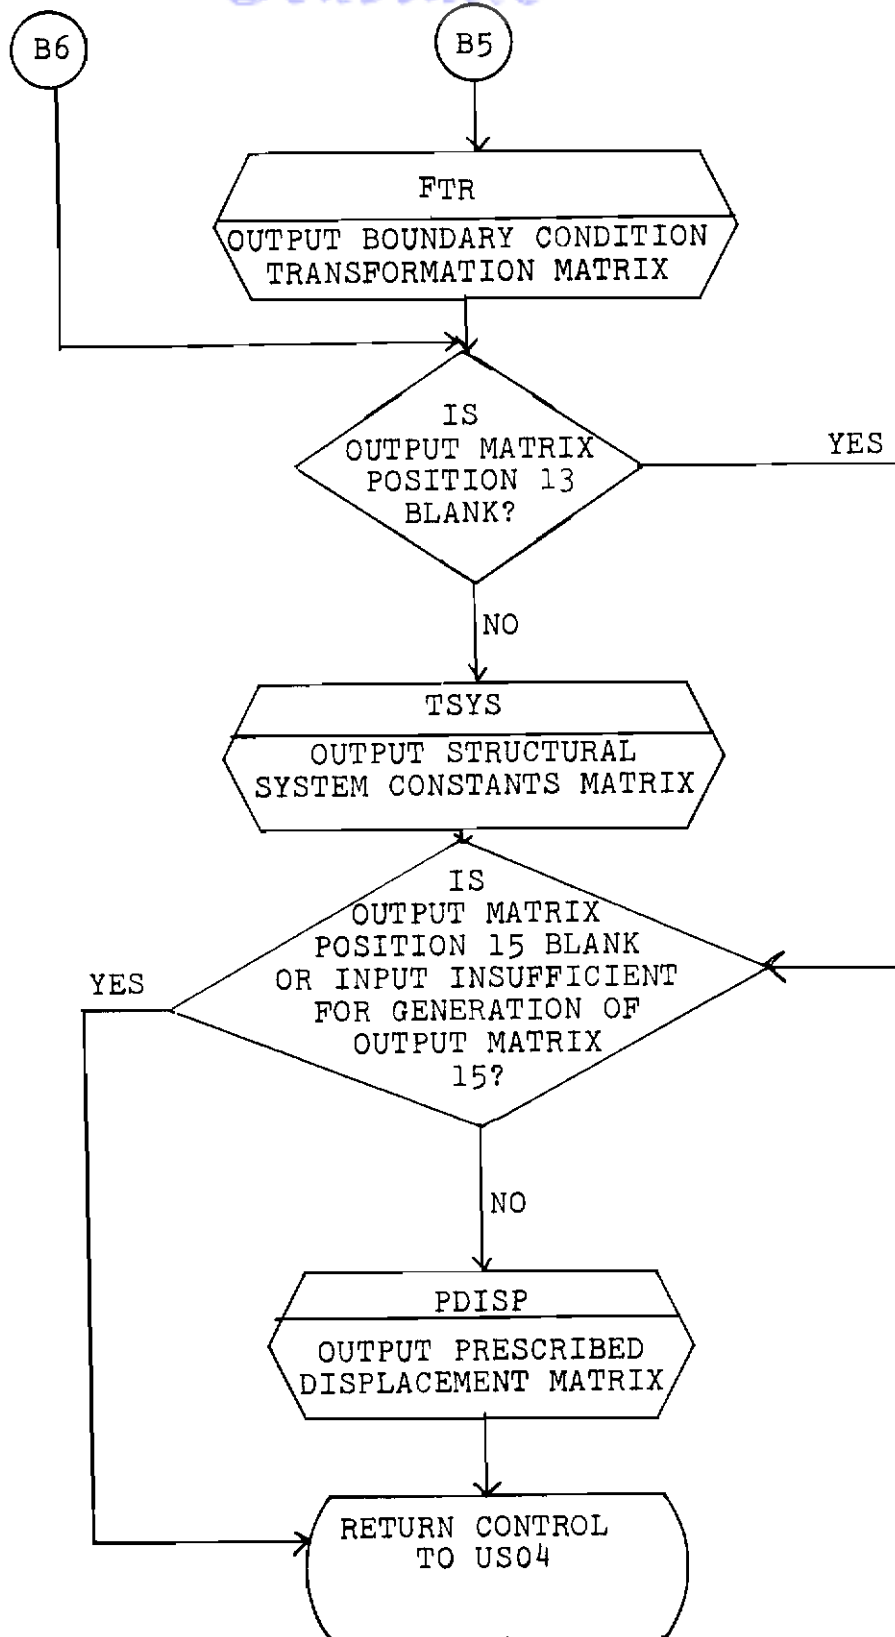 B6
B5
FTR
OUTPUT BOUNDARY CONDITION
TRANSFORMATION MATRIX
IS
OUTPUT MATRIX
POSITION 13
BLANK?
YES
NO
TSYS
OUTPUT STRUCTURAL
SYSTEM CONSTANTS MATRIX
IS
OUTPUT MATRIX
POSITION 15 BLANK
OR INPUT INSUFFICIENT
FOR GENERATION OF
OUTPUT MATRIX
15?
YES
NO
PDISP
OUTPUT PRESCRIBED
DISPLACEMENT MATRIX
RETURN CONTROL
TO US04